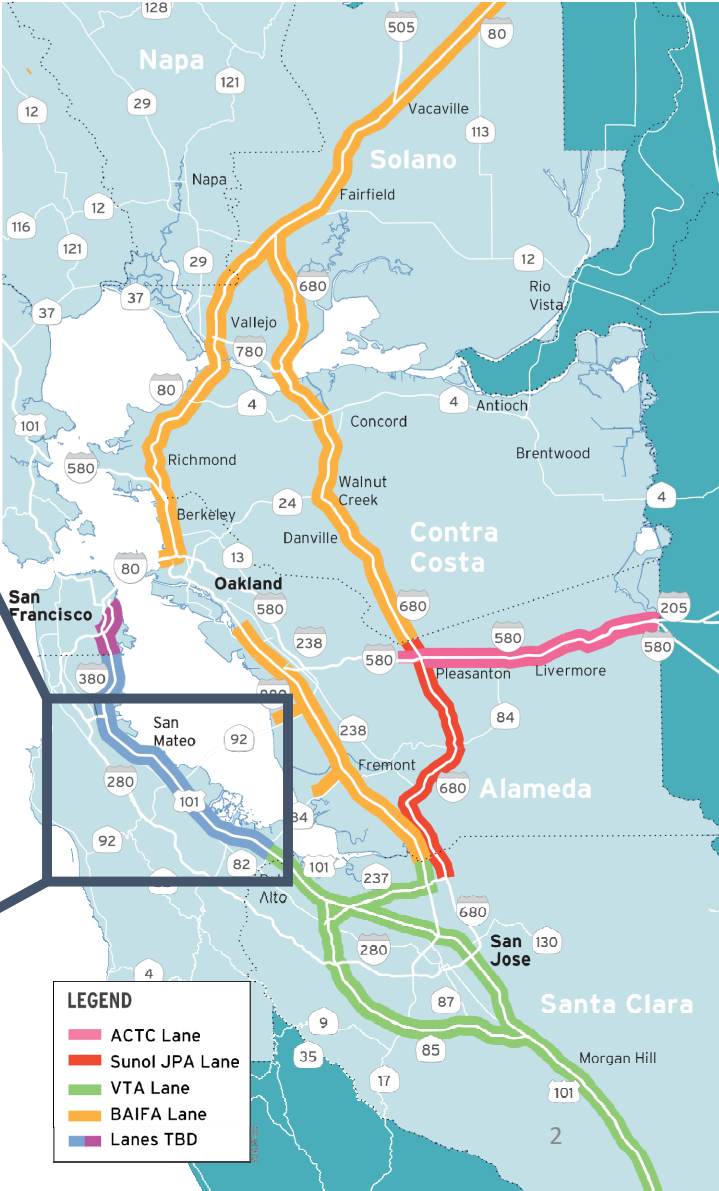 128
505
80
Napa
121
29
12
Vacaville
113
Solano
Napa
Fairfield
12
116
121
29
12
37
37
680
Rio
Vista
Vallejo
780
80
4
4
Antioch
101
Concord
580
Richmond
Brentwood
Walnut
Creek
24
4
Berkeley
Danville
Contra
Costa
13
80
Oakland
San
Francisco
580
680
205
238
580
580
580
380
Pleasanton
Livermore
San
Mateo
92
238
84
280
Fremont
680
Alameda
101
92
84
82
101
237
Alto
680
280
San
Jose
130
4
LEGEND
87
Santa Clara
9
ACTC Lane
35
85
Sunol JPA Lane
Morgan Hill
17
VTA Lane
101
BAIFA Lane
Lanes TBD
2